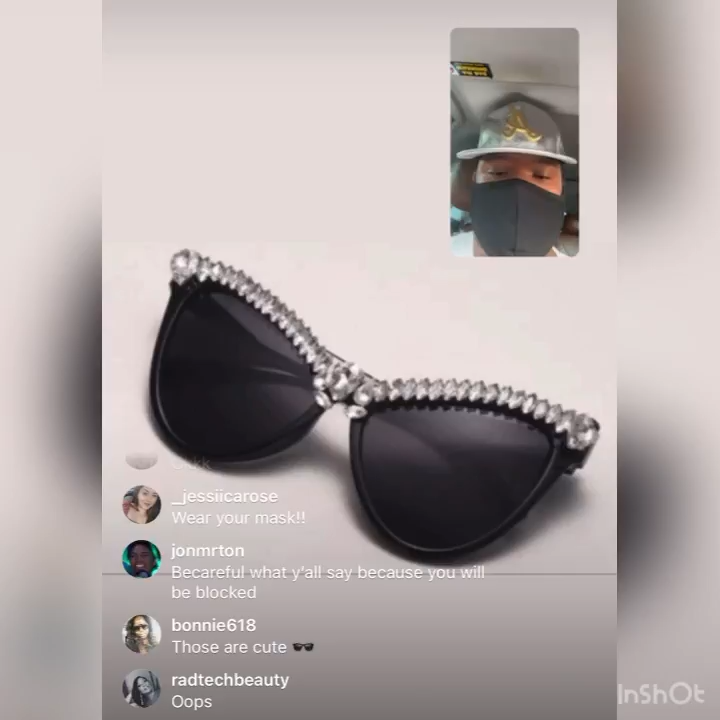 _jessiicarose
Wear your mask!!
jonmrton
Becareful what y'all say because you will
be blocked
bonnie618
Those are cute 🕶️
radtechbeauty
Oops
InShOt